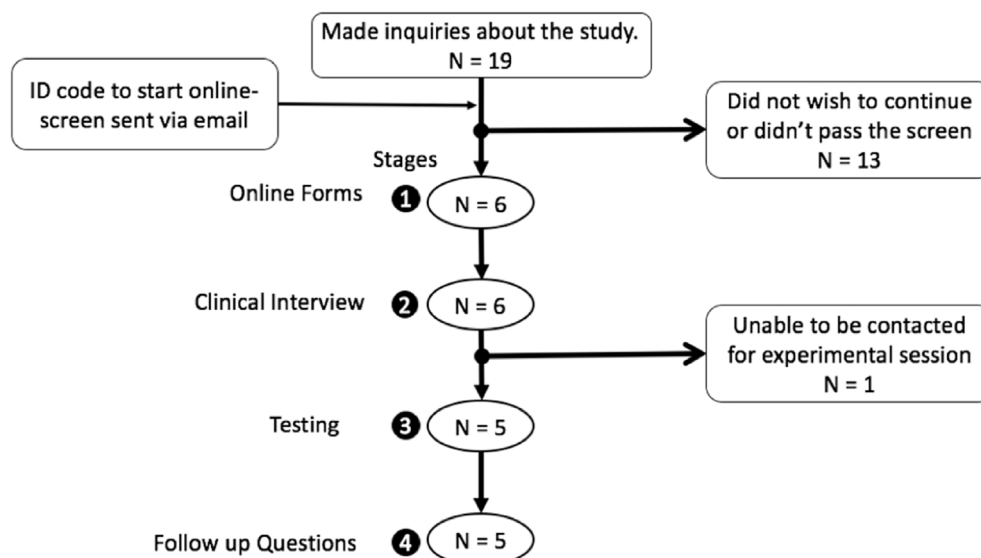 Made inquiries about the study.
N = 19
ID code to start online-
screen sent via email
Did not wish to continue
or didn’t pass the screen
N = 13
Stages
Online Forms 1 N = 6
Clinical Interview 2 N = 6
Unable to be contacted
for experimental session
N = 1
Testing 3 N = 5
Follow up Questions 4 N = 5